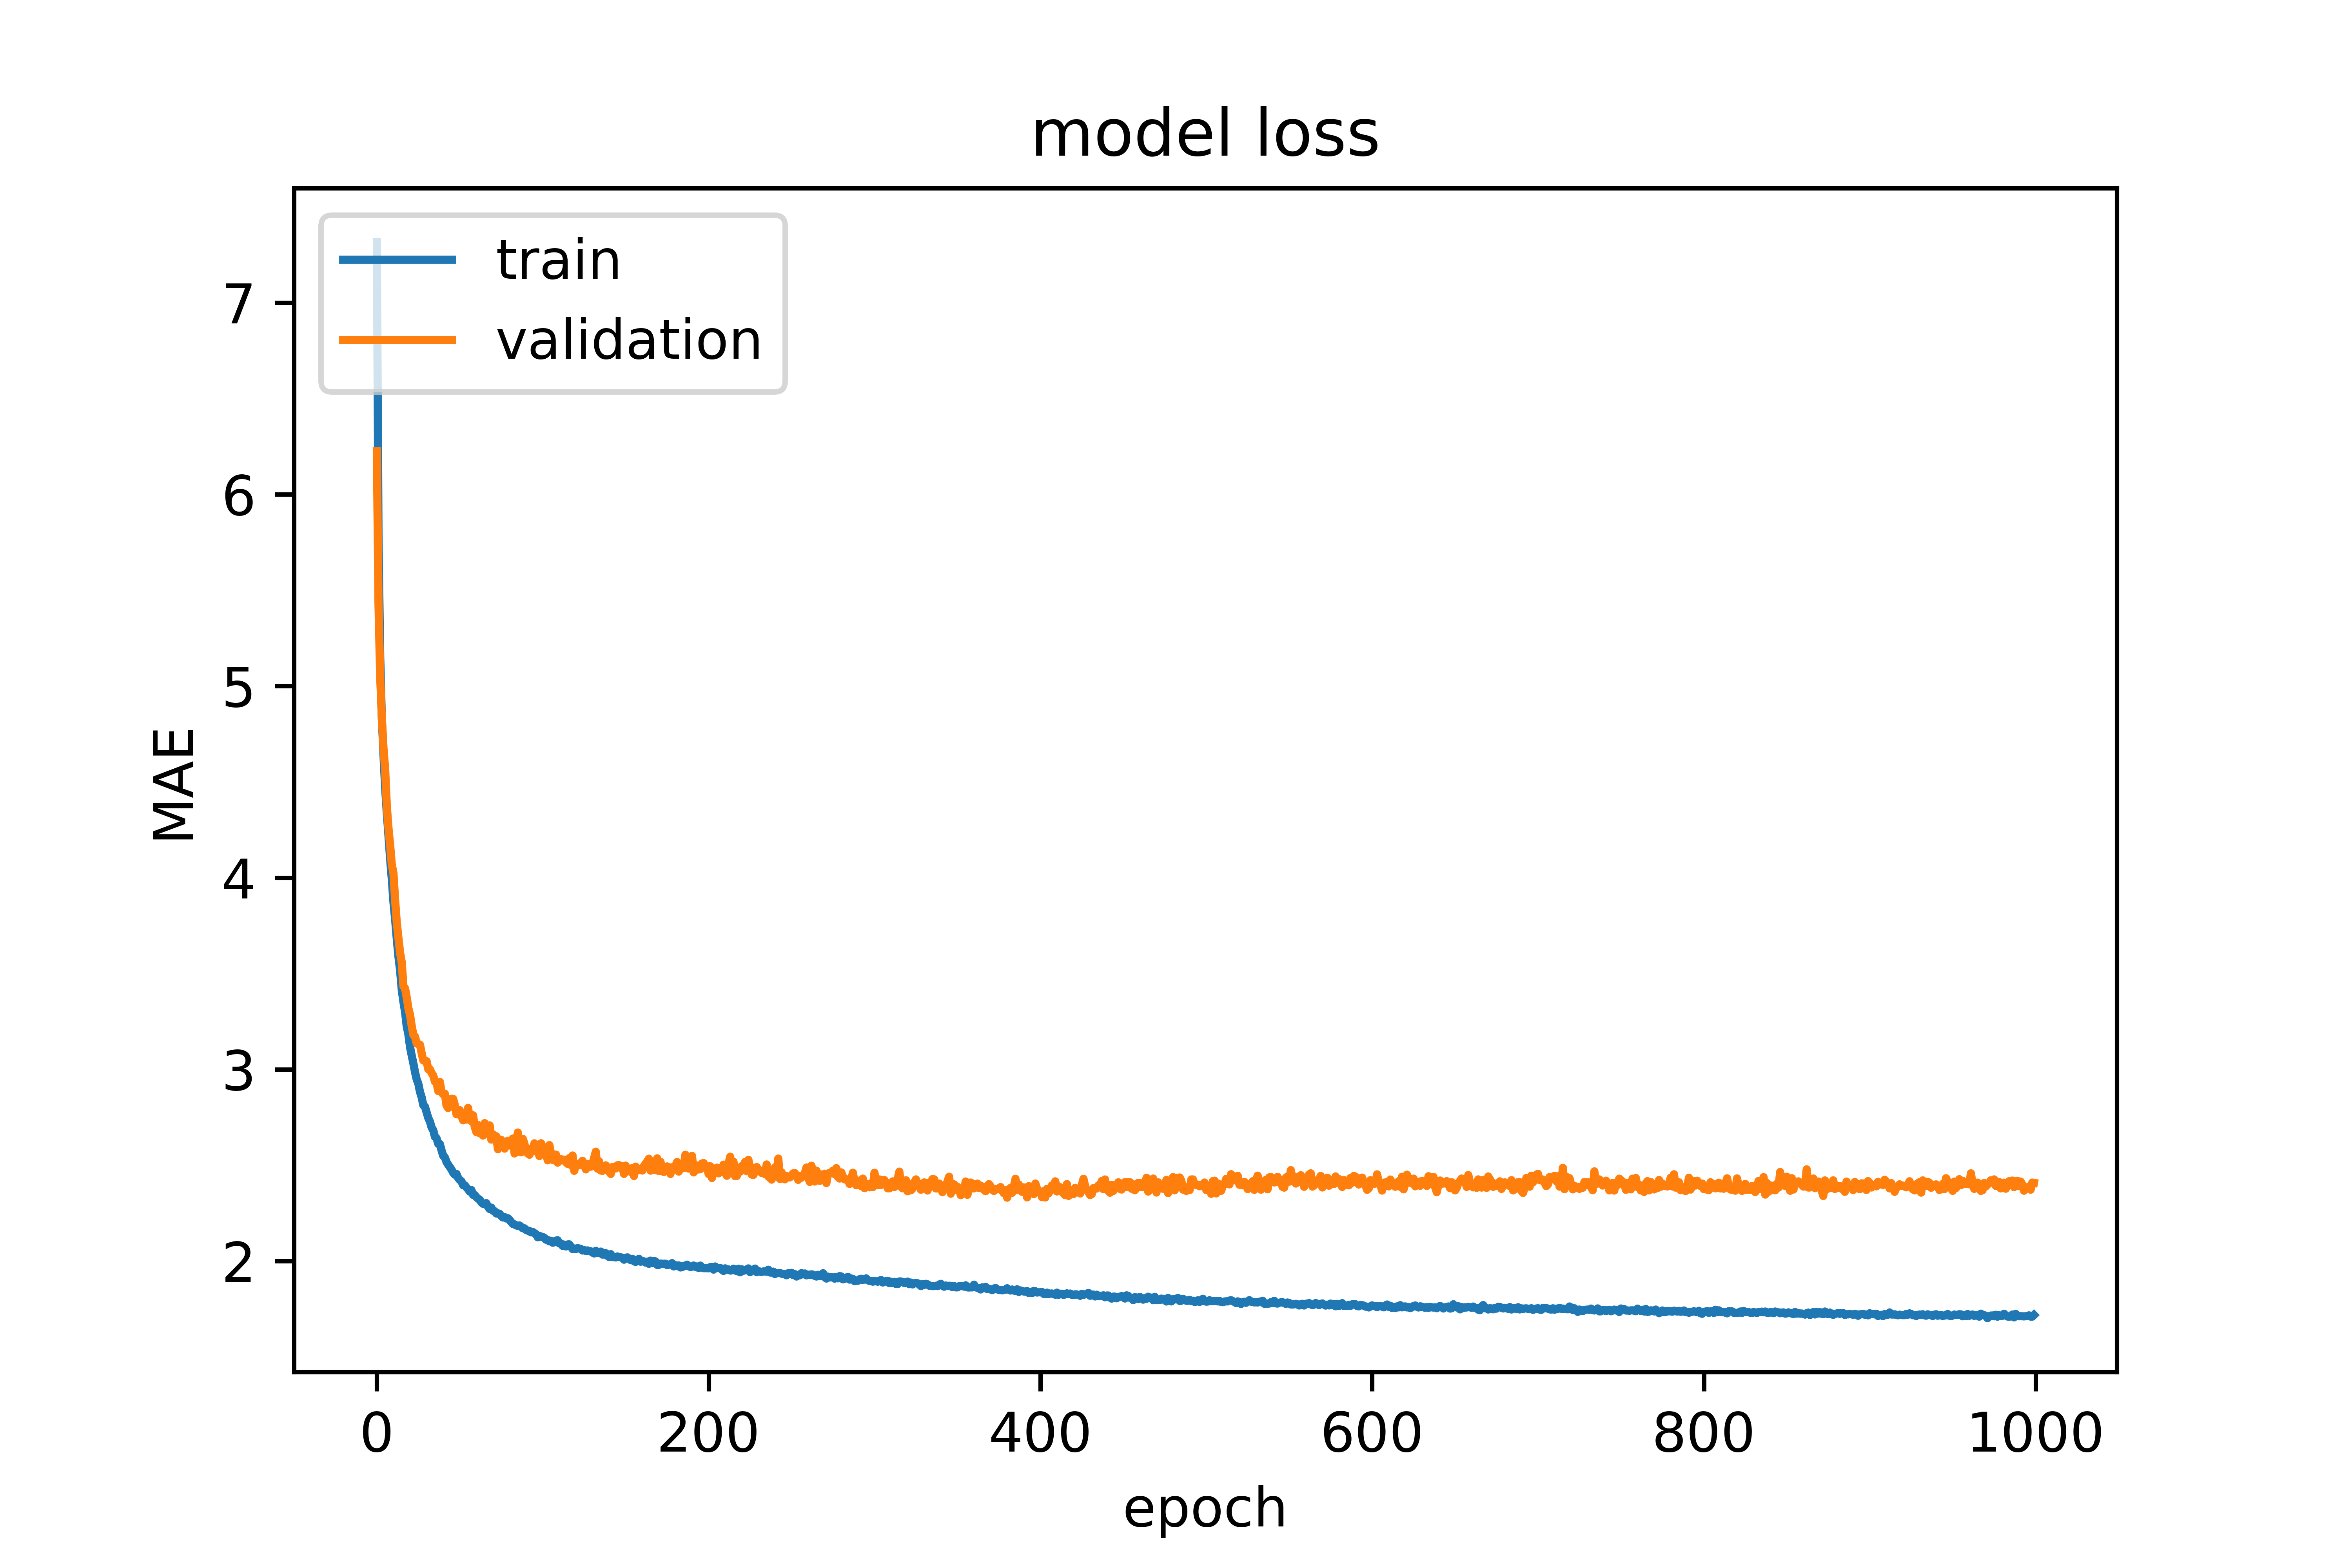 model loss
train
validation
7
6
5
4
3
2
MAE
0 200 400 600 800 1000
epoch